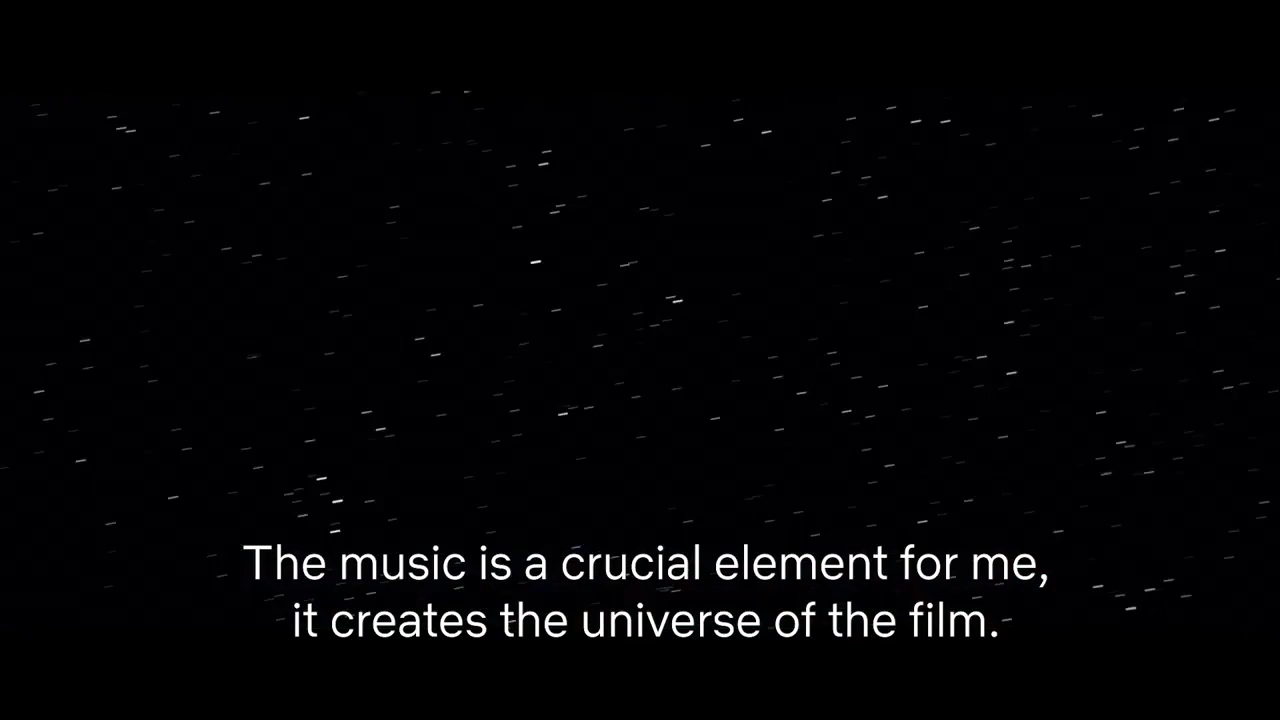 The music is a crucial element for me,
it creates the universe of the film.